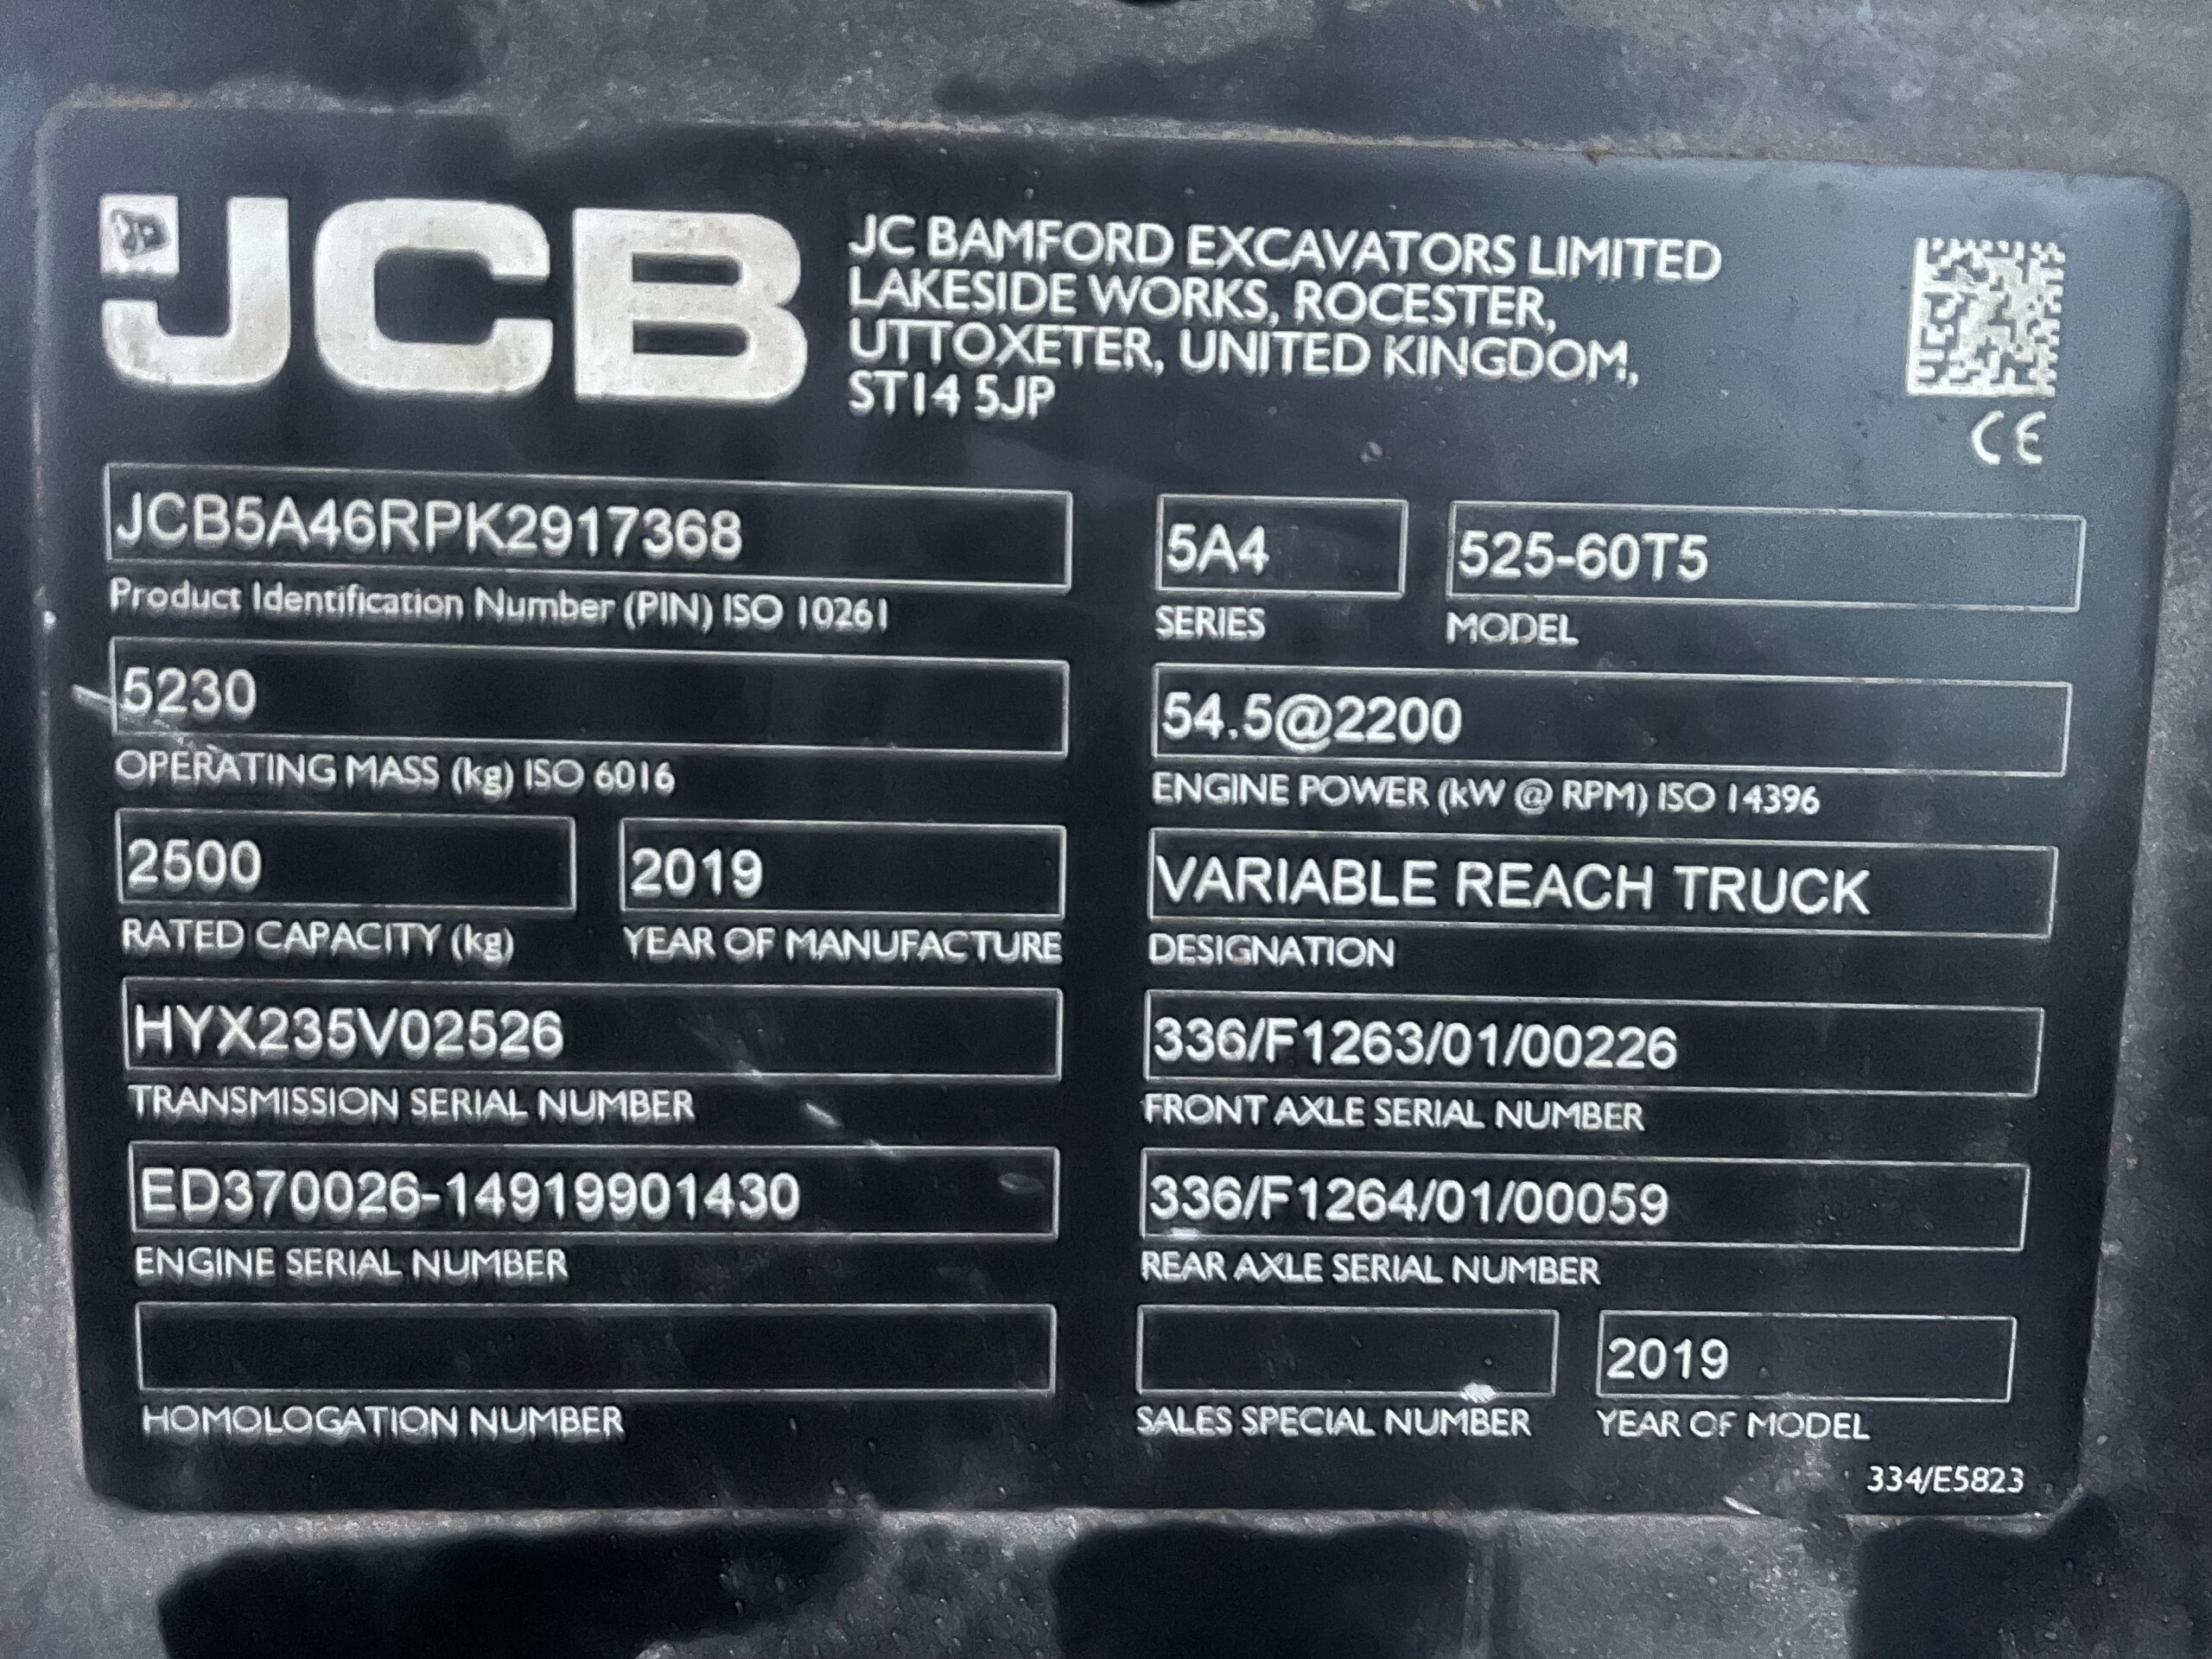 JCB
JC BAMFORD EXCAVATORS LIMITED
LAKESIDE WORKS, ROCESTER,
UTTOXETER, UNITED KINGDOM,
ST14 5JP
CE
JCB5A46RPK2917368
Product Identification Number (PIN) ISO 10261
5A4
SERIES
525-60T5
MODEL
5230
OPERATING MASS (kg) ISO 6016
54.5@2200
ENGINE POWER (kW @ RPM) ISO 14396
2500
RATED CAPACITY (kg)
2019
YEAR OF MANUFACTURE
VARIABLE REACH TRUCK
DESIGNATION
HYX235V02526
TRANSMISSION SERIAL NUMBER
336/F1263/01/00226
FRONT AXLE SERIAL NUMBER
ED370026-14919901430
ENGINE SERIAL NUMBER
336/F1264/01/00059
REAR AXLE SERIAL NUMBER
HOMOLOGATION NUMBER
SALES SPECIAL NUMBER
2019
YEAR OF MODEL
334/E5823